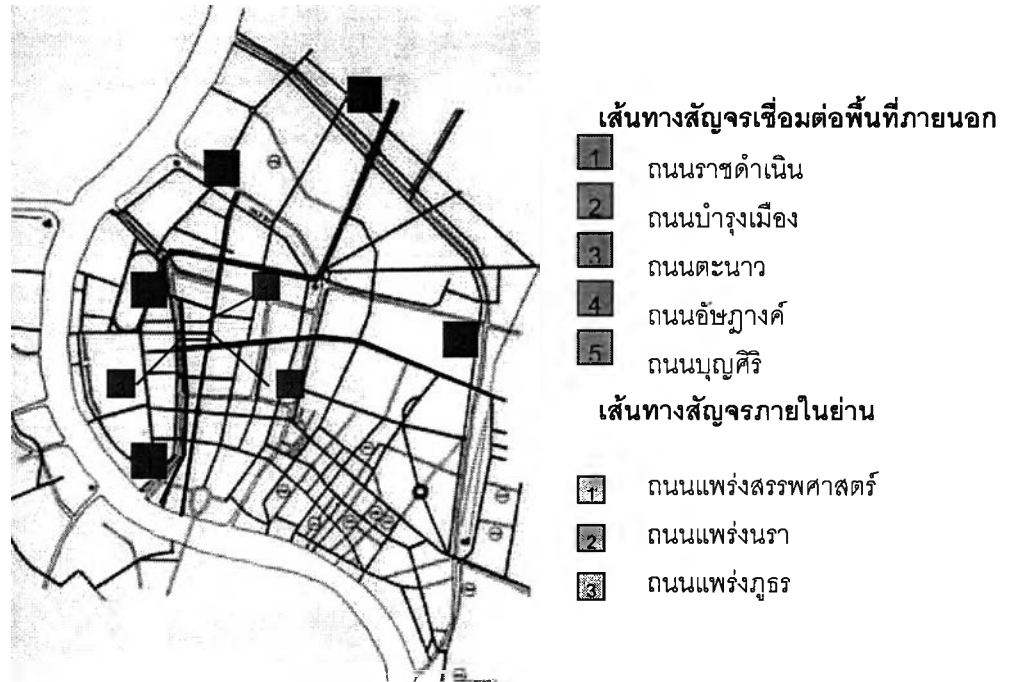 เส้นทางสัญจรเชื่อมต่อพื้นที่ภายนอก
1 ถนนราชดำเนิน
2 ถนนบำรุงเมือง
3 ถนนตะนาว
4 ถนนอัษฎางค์
5 ถนนบุญศิริ
เส้นทางสัญจรภายในย่าน
1 ถนนแพร่งสรรพศาสตร์
2 ถนนแพร่งนรา
3 ถนนแพร่งภูธร